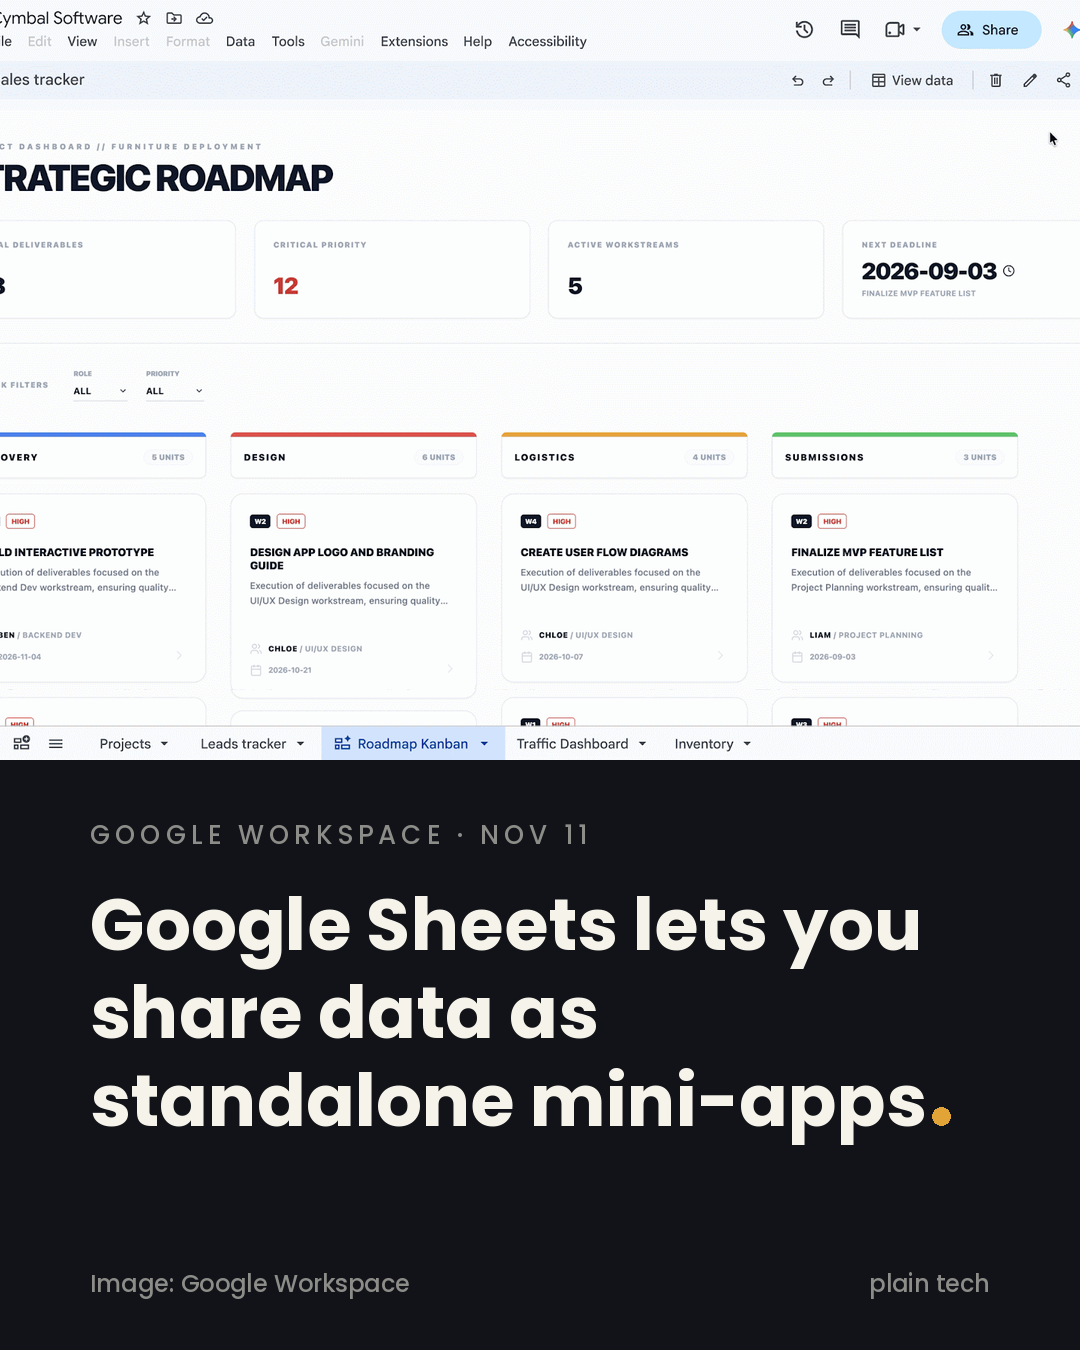 Cymbal Software
File Edit View Insert Format Data Tools Gemini Extensions Help Accessibility
Share
ales tracker
View data
CT DASHBOARD // FURNITURE DEPLOYMENT
TRATEGIC ROADMAP
AL DELIVERABLES
CRITICAL PRIORITY
ACTIVE WORKSTREAMS
NEXT DEADLINE
3
12
5
2026-09-03
FINALIZE MVP FEATURE LIST
K FILTERS
ROLE
ALL
PRIORITY
ALL
OVERY
5 UNITS
DESIGN
6 UNITS
LOGISTICS
4 UNITS
SUBMISSIONS
3 UNITS
HIGH
LD INTERACTIVE PROTOTYPE
ution of deliverables focused on the
kend Dev workstream, ensuring quality...
BEN / BACKEND DEV
2026-11-04
W2 HIGH
DESIGN APP LOGO AND BRANDING
GUIDE
Execution of deliverables focused on the
UI/UX Design workstream, ensuring quality...
CHLOE / UI/UX DESIGN
2026-10-21
W4 HIGH
CREATE USER FLOW DIAGRAMS
Execution of deliverables focused on the
UI/UX Design workstream, ensuring quality...
CHLOE / UI/UX DESIGN
2026-10-07
W2 HIGH
FINALIZE MVP FEATURE LIST
Execution of deliverables focused on the
Project Planning workstream, ensuring qualit...
LIAM / PROJECT PLANNING
2026-09-03
HIGH
W1 HIGH
W3 HIGH
Projects
Leads tracker
Roadmap Kanban
Traffic Dashboard
Inventory
GOOGLE WORKSPACE · NOV 11
Google Sheets lets you
share data as
standalone mini-apps.
Image: Google Workspace
plain tech